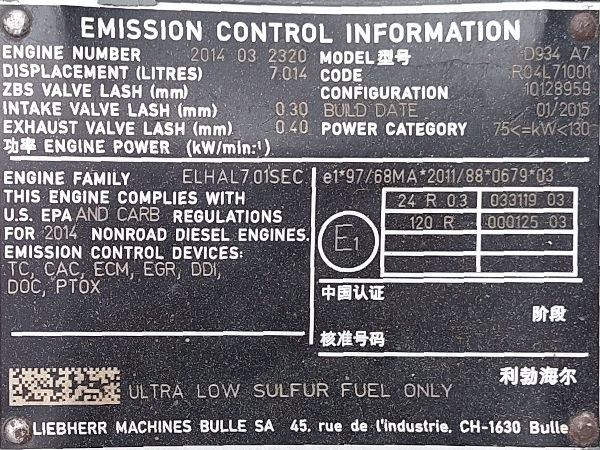 EMISSION CONTROL INFORMATION
ENGINE NUMBER 2014 03 2320
DISPLACEMENT (LITRES) 7.014
ZBS VALVE LASH (mm)
INTAKE VALVE LASH (mm) 0.30
EXHAUST VALVE LASH (mm) 0.40
功率 ENGINE POWER (kW/min-¹)
MODEL型号 D934 A7
CODE R04L71001
CONFIGURATION 10128959
BUILD DATE 01/2015
POWER CATEGORY 75<=kW<130
ENGINE FAMILY ELHAL7.01SEC
THIS ENGINE COMPLIES WITH
U.S. EPA AND CARB REGULATIONS
FOR 2014 NONROAD DIESEL ENGINES.
EMISSION CONTROL DEVICES:
TC, CAC, ECM, EGR, DDI,
DOC, PTOX
e1*97/68MA*2011/88*0679*03
E1
24 R 03 033119 03
120 R 000125 03
中国认证
阶段
核准号码
利勃海尔
ULTRA LOW SULFUR FUEL ONLY
LIEBHERR MACHINES BULLE SA 45, rue de l'industrie, CH-1630 Bulle